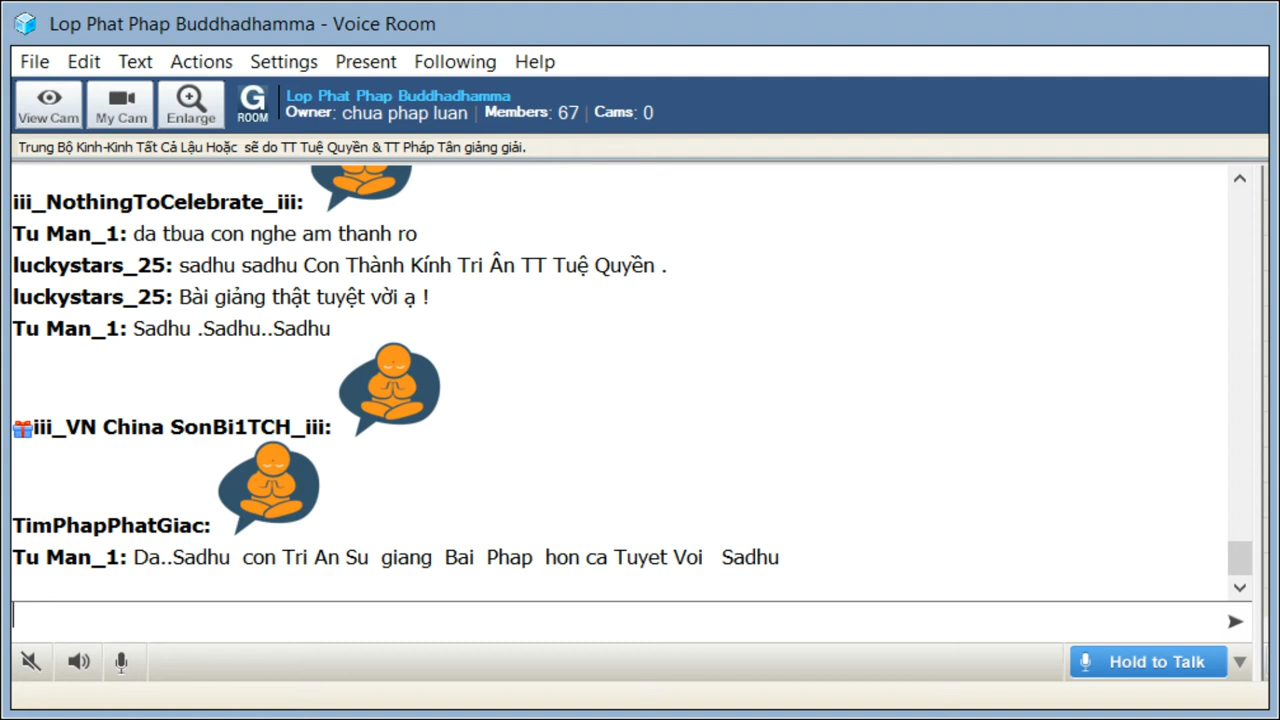 Lop Phat Phap Buddhadhamma - Voice Room
File Edit Text Actions Settings Present Following Help
View Cam My Cam Enlarge G ROOM Lop Phat Phap Buddhadhamma
Owner: chua phap luan | Members: 67 | Cams: 0
Trung Bộ Kinh-Kinh Tất Cả Lậu Hoặc sẽ do TT Tuệ Quyền & TT Pháp Tân giảng giải.
iii_NothingToCelebrate_iii:
Tu Man_1: da tbua con nghe am thanh ro
luckystars_25: sadhu sadhu Con Thành Kính Tri Ân TT Tuệ Quyền .
luckystars_25: Bài giảng thật tuyệt vời ạ !
Tu Man_1: Sadhu .Sadhu..Sadhu
iii_VN China SonBi1TCH_iii:
TimPhapPhatGiac:
Tu Man_1: Da..Sadhu con Tri An Su giang Bai Phap hon ca Tuyet Voi Sadhu
Hold to Talk